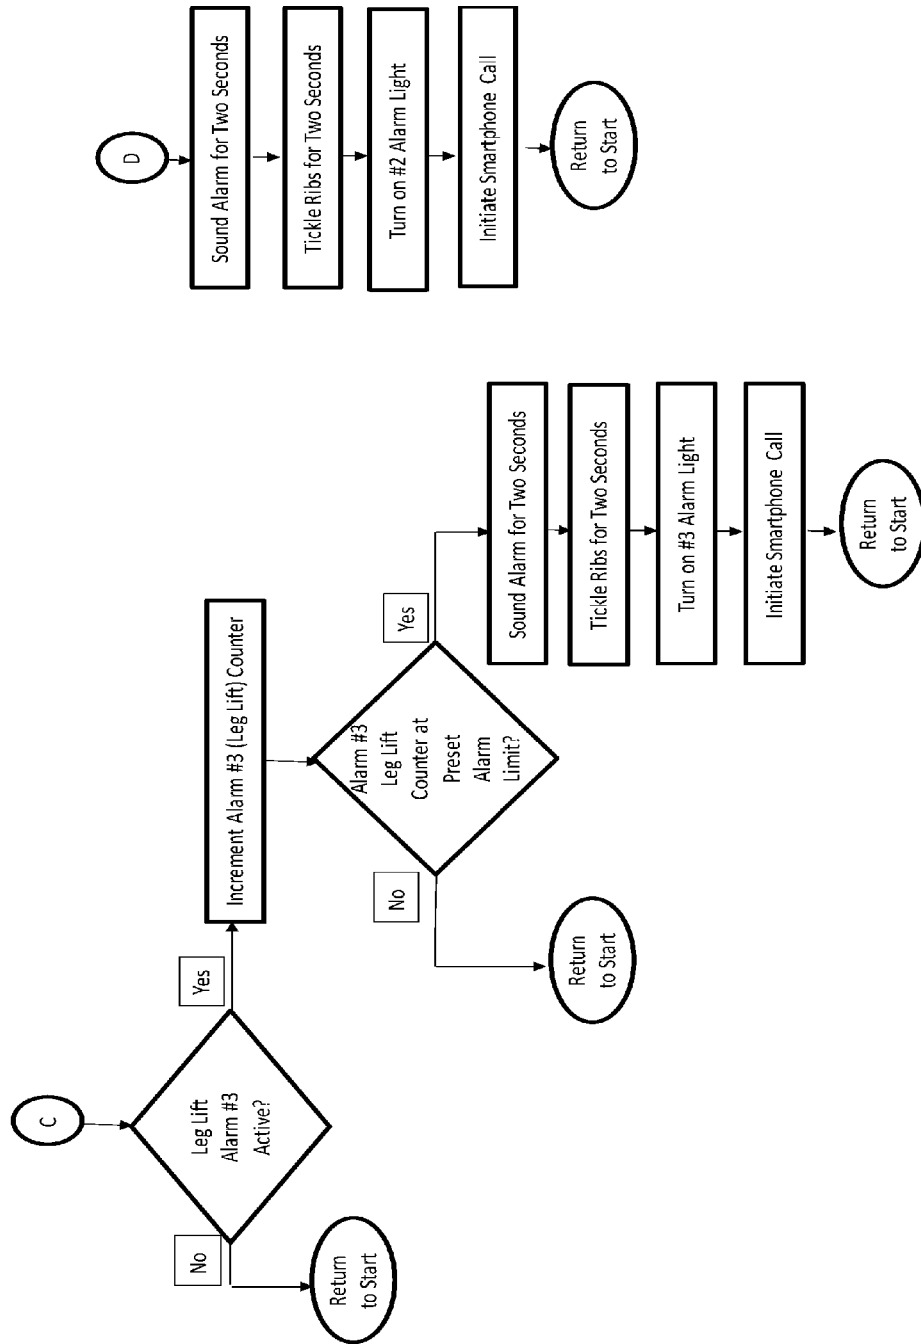 C
Leg Lift
Alarm #3
Active?
No
Return
to Start
Yes
Increment Alarm #3 (Leg Lift) Counter
Alarm #3
Leg Lift
Counter at
Preset
Alarm
Limit?
No
Return
to Start
Yes
Sound Alarm for Two Seconds
Tickle Ribs for Two Seconds
Turn on #3 Alarm Light
Initiate Smartphone Call
Return
to Start
D
Sound Alarm for Two Seconds
Tickle Ribs for Two Seconds
Turn on #2 Alarm Light
Initiate Smartphone Call
Return
to Start